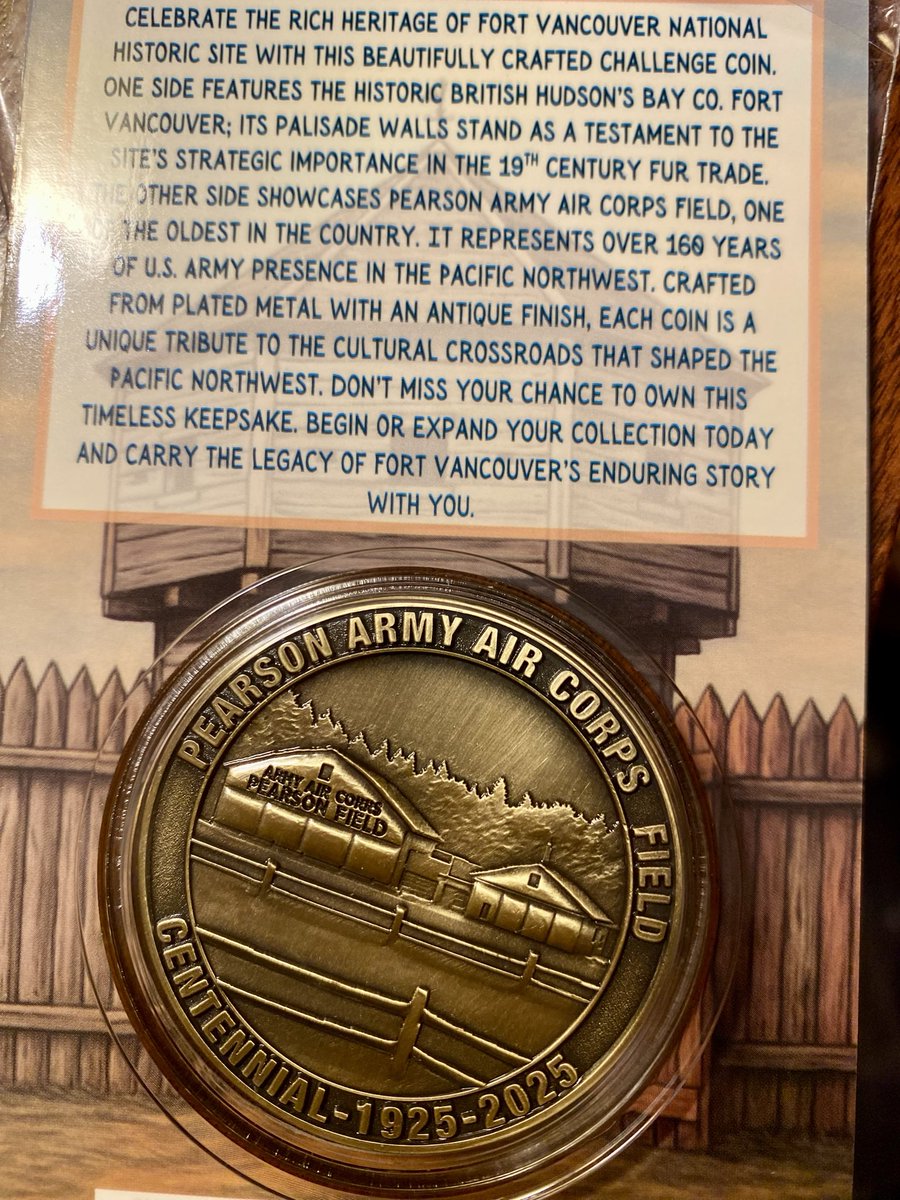 CELEBRATE THE RICH HERITAGE OF FORT VANCOUVER NATIONAL
HISTORIC SITE WITH THIS BEAUTIFULLY CRAFTED CHALLENGE COIN.
ONE SIDE FEATURES THE HISTORIC BRITISH HUDSON'S BAY CO. FORT
VANCOUVER; ITS PALISADE WALLS STAND AS A TESTAMENT TO THE
SITE'S STRATEGIC IMPORTANCE IN THE 19TH CENTURY FUR TRADE.
THE OTHER SIDE SHOWCASES PEARSON ARMY AIR CORPS FIELD, ONE
OF THE OLDEST IN THE COUNTRY. IT REPRESENTS OVER 160 YEARS
OF U.S. ARMY PRESENCE IN THE PACIFIC NORTHWEST. CRAFTED
FROM PLATED METAL WITH AN ANTIQUE FINISH, EACH COIN IS A
UNIQUE TRIBUTE TO THE CULTURAL CROSSROADS THAT SHAPED THE
PACIFIC NORTHWEST. DON'T MISS YOUR CHANCE TO OWN THIS
TIMELESS KEEPSAKE. BEGIN OR EXPAND YOUR COLLECTION TODAY
AND CARRY THE LEGACY OF FORT VANCOUVER'S ENDURING STORY
WITH YOU.
PEARSON ARMY AIR CORPS FIELD
ARMY AIR CORPS
PEARSON FIELD
CENTENNIAL-1925-2025